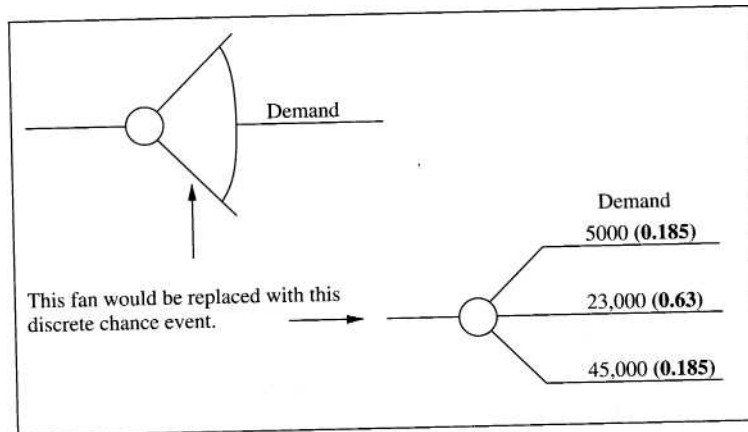 Demand
This fan would be replaced with this
discrete chance event.
Demand
5000 (0.185)
23,000 (0.63)
45,000 (0.185)